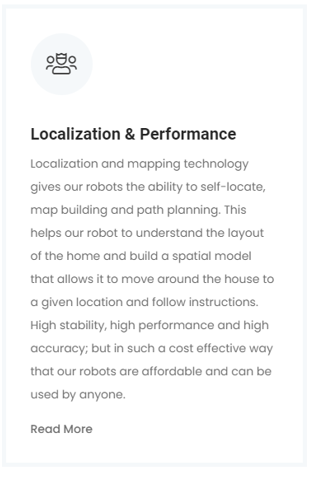 Localization & Performance
Localization and mapping technology
gives our robots the ability to self-locate,
map building and path planning. This
helps our robot to understand the layout
of the home and build a spatial model
that allows it to move around the house to
a given location and follow instructions.
High stability, high performance and high
accuracy; but in such a cost effective way
that our robots are affordable and can be
used by anyone.
Read More